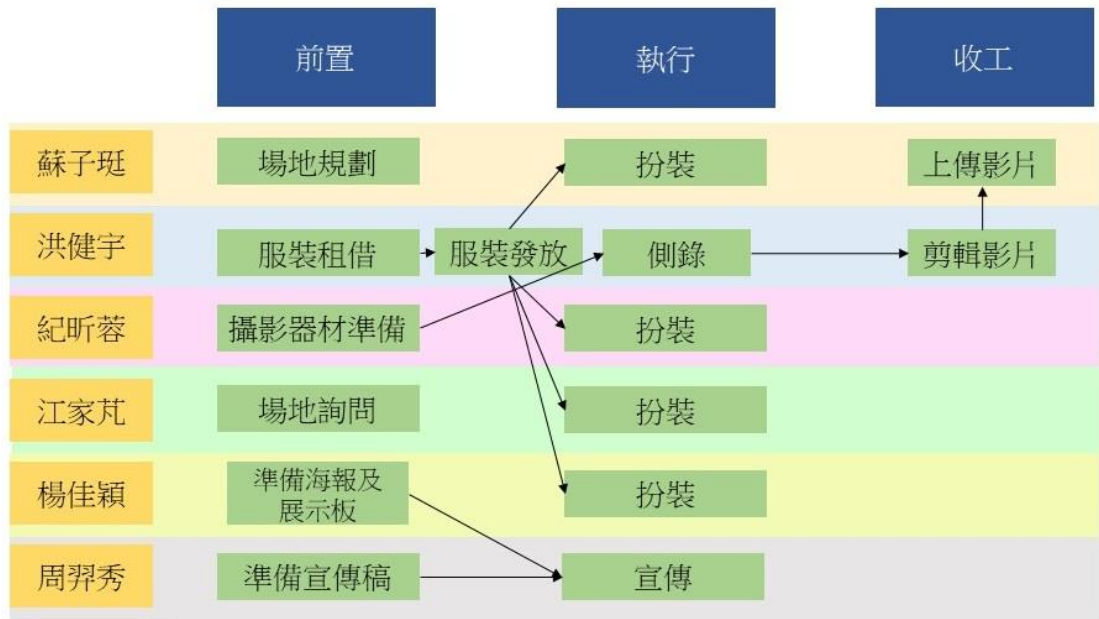 前置
執行
收工
蘇子珽
場地規劃
扮裝
上傳影片
洪健宇
服裝租借
服裝發放
側錄
剪輯影片
紀昕蓉
攝影器材準備
扮裝
江家芃
場地詢問
扮裝
楊佳穎
準備海報及
展示板
扮裝
周羿秀
準備宣傳稿
宣傳